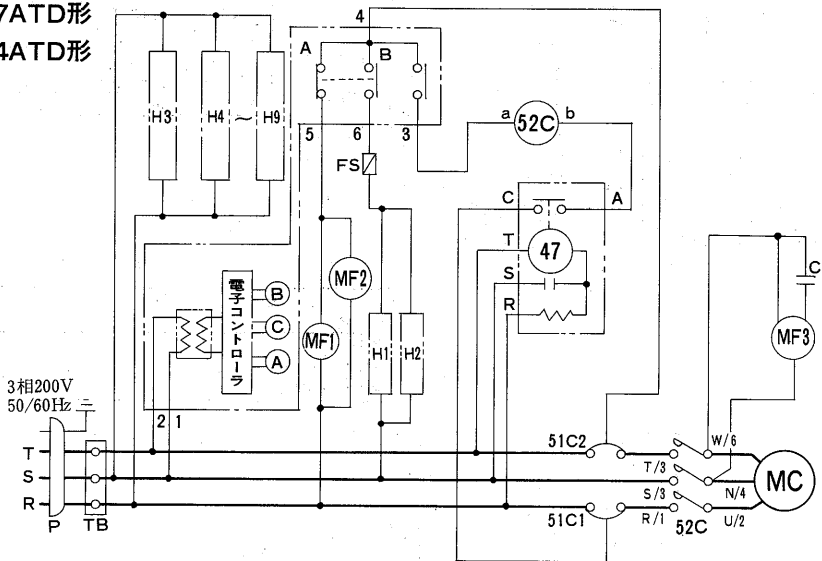 7ATD形
4ATD形
4
A
B
H3
H4
～
H9
5
6
3
a
52C
b
FS
C
A
T
47
S
R
MF2
MF1
H1
H2
電子コントローラ
B
C
A
C
MF3
3相200V
50/60Hz
2
1
T
S
R
P
TB
51C2
51C1
W/6
T/3
S/3
N/4
R/1
52C
U/2
MC